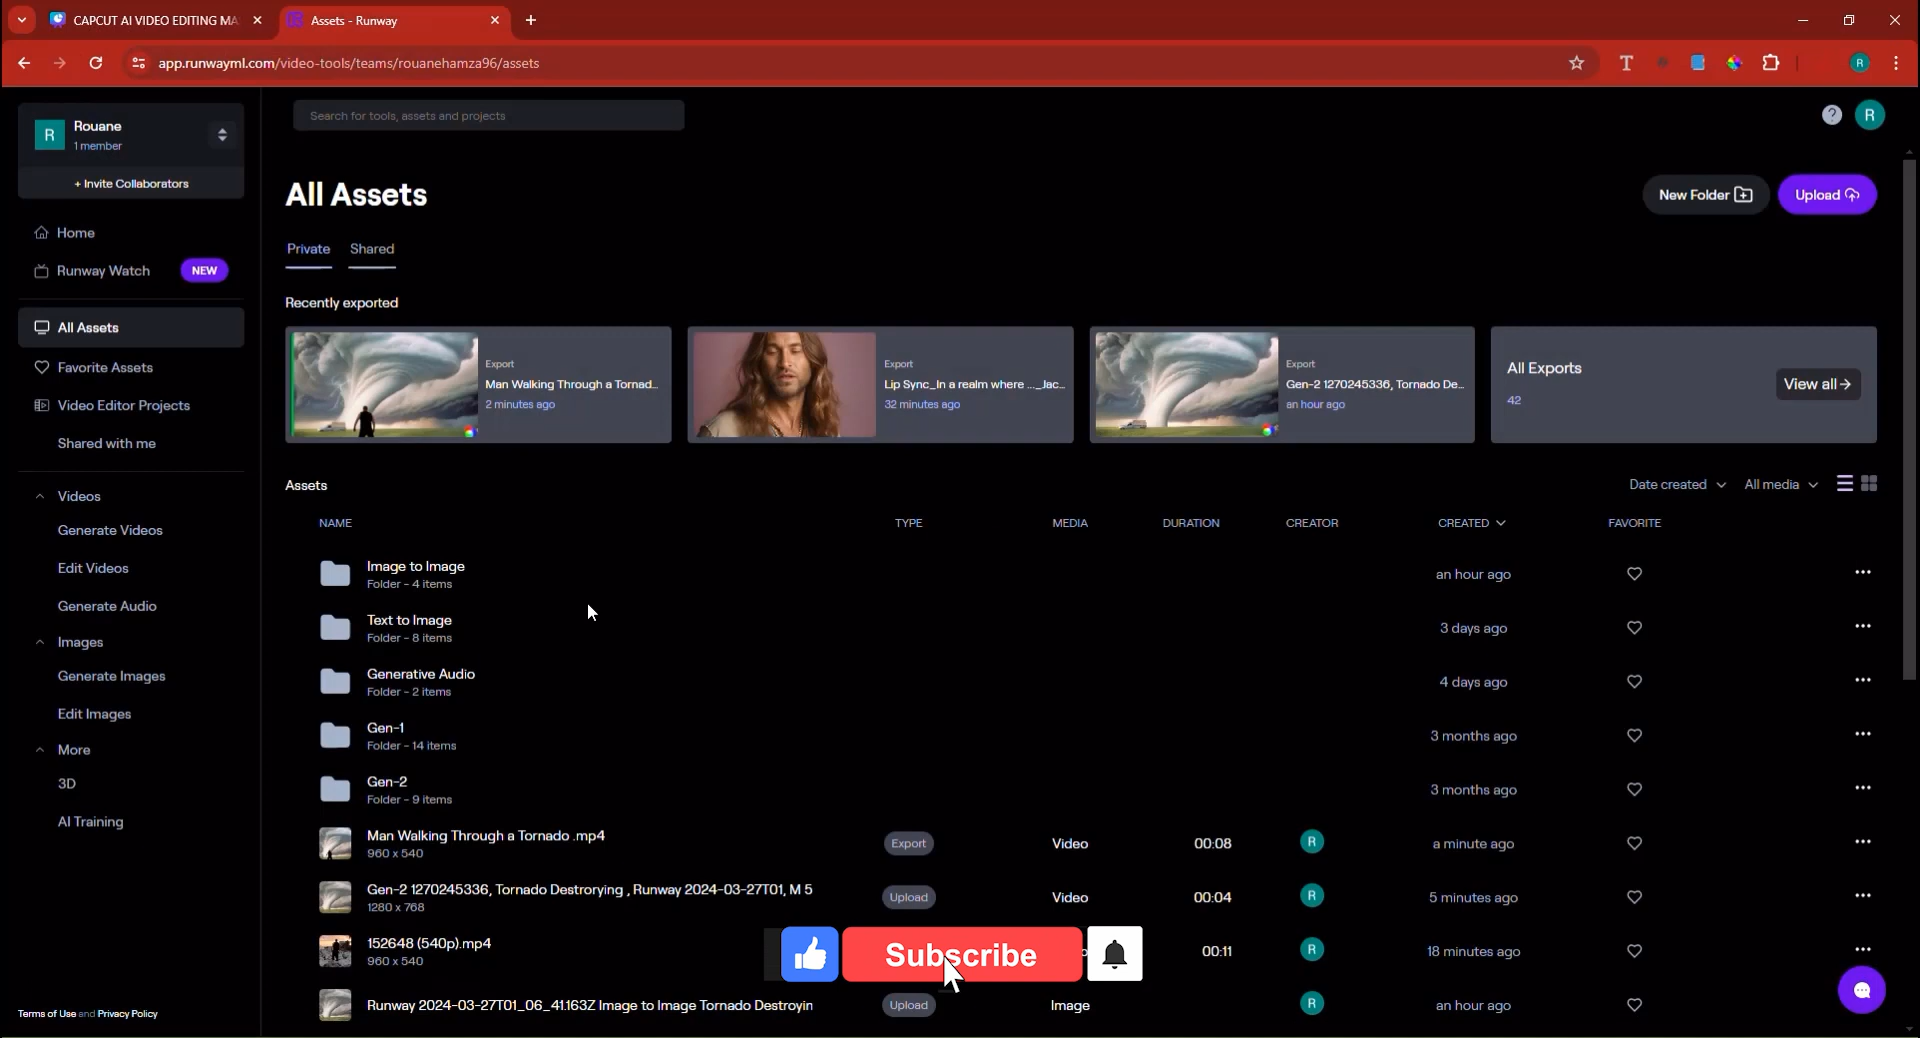 CAPCUT AI VIDEO EDITING MA
Assets - Runway
app.runwayml.com/video-tools/teams/rouanehamza96/assets
R
R
Rouane
1 member
+ Invite Collaborators
Search for tools, assets and projects
?
R
Home
Runway Watch
NEW
All Assets
Favorite Assets
Video Editor Projects
Shared with me
Videos
Generate Videos
Edit Videos
Generate Audio
Images
Generate Images
Edit Images
More
3D
AI Training
Terms of Use and Privacy Policy
All Assets
New Folder
Upload
Private
Shared
Recently exported
Export
Man Walking Through a Tornad...
2 minutes ago
Export
Lip Sync_In a realm where ..._Jac...
32 minutes ago
Export
Gen-2 1270245336, Tornado De...
an hour ago
All Exports
42
View all→
Assets
Date created
All media
NAME TYPE MEDIA DURATION CREATOR CREATED FAVORITE
Image to Image
Folder - 4 items
an hour ago
Text to Image
Folder - 8 items
3 days ago
Generative Audio
Folder - 2 items
4 days ago
Gen-1
Folder - 14 items
3 months ago
Gen-2
Folder - 9 items
3 months ago
Man Walking Through a Tornado .mp4
960 x 540
Export Video 00:08 R a minute ago
Gen-2 1270245336, Tornado Destrorying , Runway 2024-03-27T01, M 5
1280 x 768
Upload Video 00:04 R 5 minutes ago
152648 (540p).mp4
960 x 540
00:11 R 18 minutes ago
Subscribe
Runway 2024-03-27T01_06_41.163Z Image to Image Tornado Destroyin
Upload Image R an hour ago